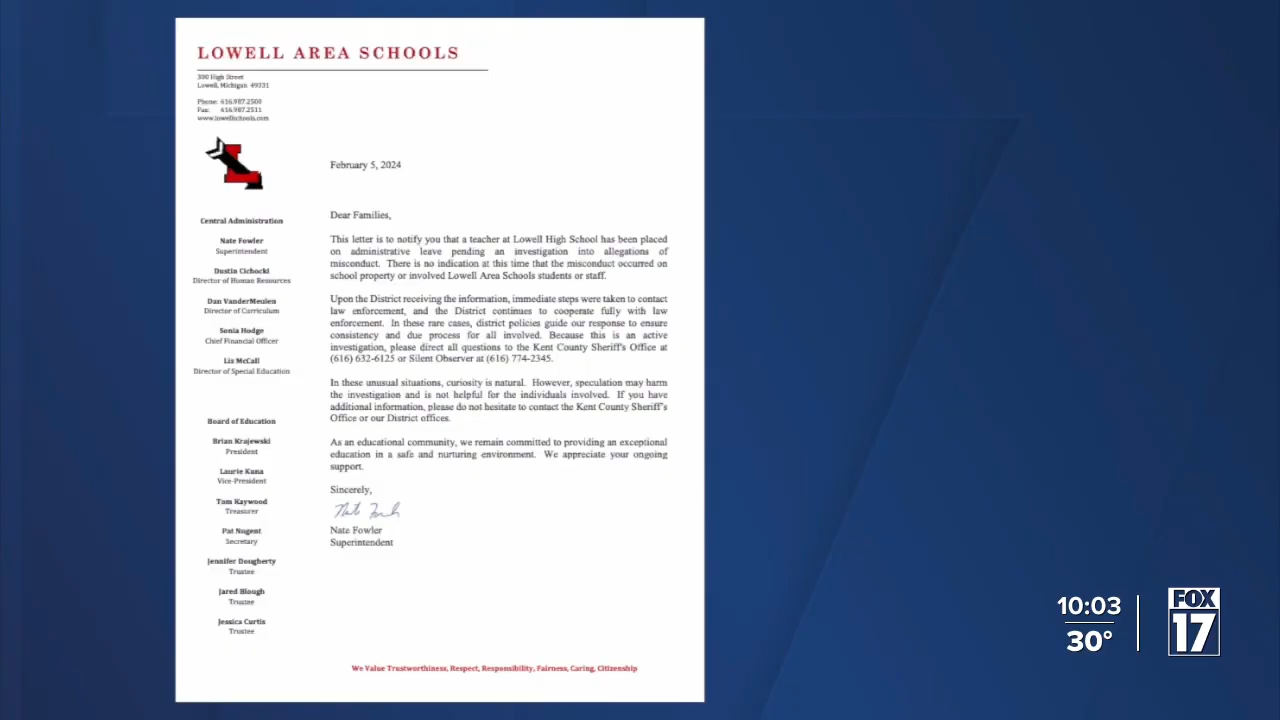 LOWELL AREA SCHOOLS
300 High Street
Lowell, Michigan 49331
Phone: 616.987.2500
Fax: 616.987.2511
www.lowellschools.com
L
February 5, 2024
Dear Families,
This letter is to notify you that a teacher at Lowell High School has been placed
on administrative leave pending an investigation into allegations of
misconduct. There is no indication at this time that the misconduct occurred on
school property or involved Lowell Area Schools students or staff.
Upon the District receiving the information, immediate steps were taken to contact
law enforcement, and the District continues to cooperate fully with law
enforcement. In these rare cases, district policies guide our response to ensure
consistency and due process for all involved. Because this is an active
investigation, please direct all questions to the Kent County Sheriff's Office at
(616) 632-6125 or Silent Observer at (616) 774-2345.
In these unusual situations, curiosity is natural. However, speculation may harm
the investigation and is not helpful for the individuals involved. If you have
additional information, please do not hesitate to contact the Kent County Sheriff's
Office or our District offices.
As an educational community, we remain committed to providing an exceptional
education in a safe and nurturing environment. We appreciate your ongoing
support.
Sincerely,
Nate Fowler
Superintendent
Central Administration
Nate Fowler
Superintendent
Dustin Cichocki
Director of Human Resources
Dan VanderMeulen
Director of Curriculum
Sonia Hodge
Chief Financial Officer
Liz McCall
Director of Special Education
Board of Education
Brian Krajewski
President
Laurie Kuna
Vice-President
Tom Kaywood
Treasurer
Pat Nugent
Secretary
Jennifer Dougherty
Trustee
Jared Blough
Trustee
Jessica Curtis
Trustee
We Value Trustworthiness, Respect, Responsibility, Fairness, Caring, Citizenship
10:03
30°
FOX
17